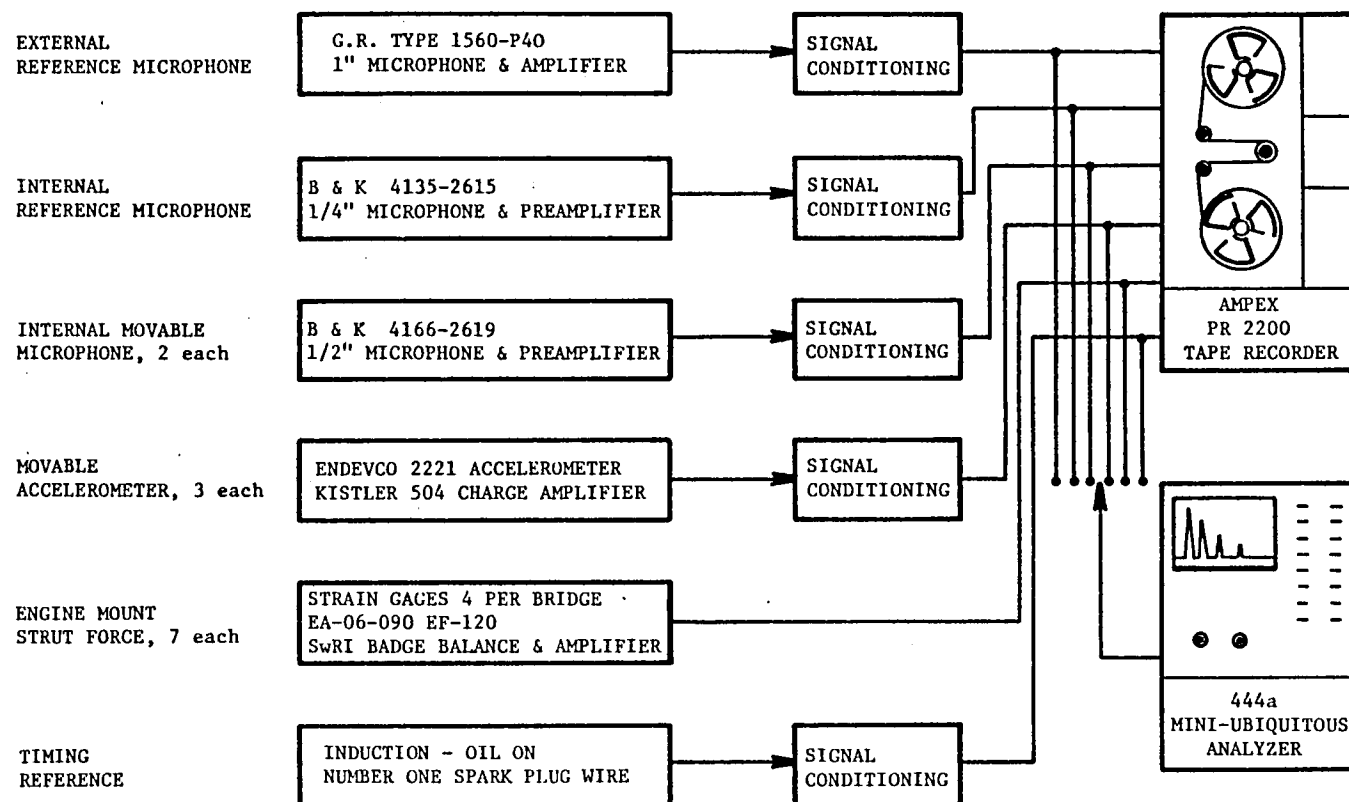 EXTERNAL
REFERENCE MICROPHONE
G.R. TYPE 1560-P40
1" MICROPHONE & AMPLIFIER
SIGNAL
CONDITIONING
INTERNAL
REFERENCE MICROPHONE
B & K 4135-2615
1/4" MICROPHONE & PREAMPLIFIER
SIGNAL
CONDITIONING
INTERNAL MOVABLE
MICROPHONE, 2 each
B & K 4166-2619
1/2" MICROPHONE & PREAMPLIFIER
SIGNAL
CONDITIONING
AMPEX
PR 2200
TAPE RECORDER
MOVABLE
ACCELEROMETER, 3 each
ENDEVCO 2221 ACCELEROMETER
KISTLER 504 CHARGE AMPLIFIER
SIGNAL
CONDITIONING
ENGINE MOUNT
STRUT FORCE, 7 each
STRAIN GAGES 4 PER BRIDGE
EA-06-090 EF-120
SwRI BADGE BALANCE & AMPLIFIER
444a
MINI-UBIQUITOUS
ANALYZER
TIMING
REFERENCE
INDUCTION - OIL ON
NUMBER ONE SPARK PLUG WIRE
SIGNAL
CONDITIONING